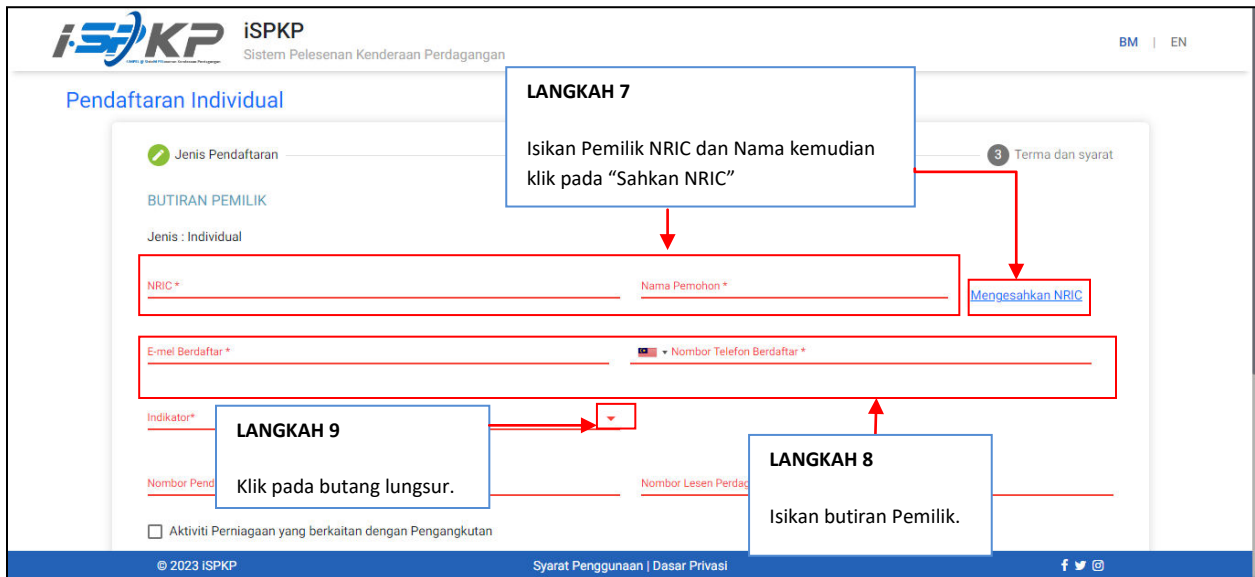 iSPKP
iSPKP
Sistem Pelesenan Kenderaan Perdagangan
BM | EN
Pendaftaran Individual
LANGKAH 7
Isikan Pemilik NRIC dan Nama kemudian
klik pada “Sahkan NRIC”
Jenis Pendaftaran
3 Terma dan syarat
BUTIRAN PEMILIK
Jenis : Individual
NRIC *
Nama Pemohon *
Mengesahkan NRIC
E-mel Berdaftar *
Nombor Telefon Berdaftar *
Indikator*
LANGKAH 9
Klik pada butang lungsur.
LANGKAH 8
Isikan butiran Pemilik.
Nombor Pend
Nombor Lesen Perdag
Aktiviti Perniagaan yang berkaitan dengan Pengangkutan
© 2023 iSPKP
Syarat Penggunaan | Dasar Privasi